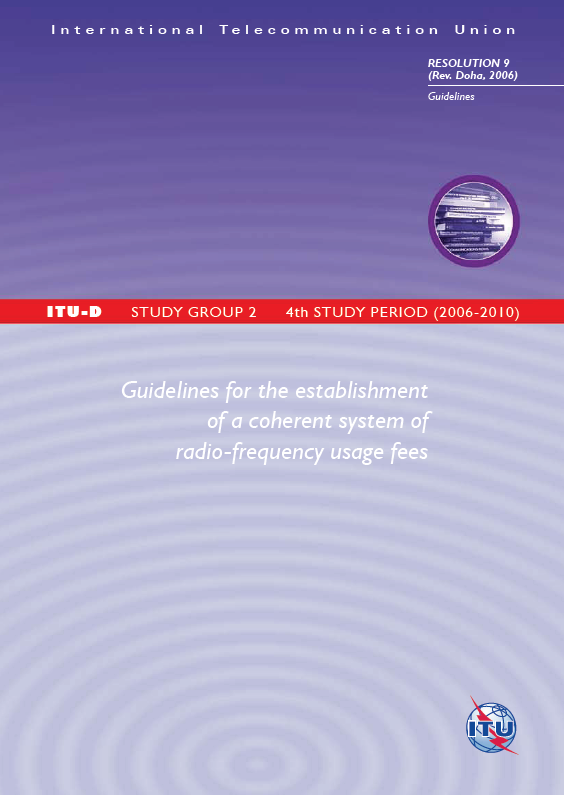 International Telecommunication Union
RESOLUTION 9
(Rev. Doha, 2006)
Guidelines
ITU-D STUDY GROUP 2 4th STUDY PERIOD (2006-2010)
Guidelines for the establishment
of a coherent system of
radio-frequency usage fees
ITU